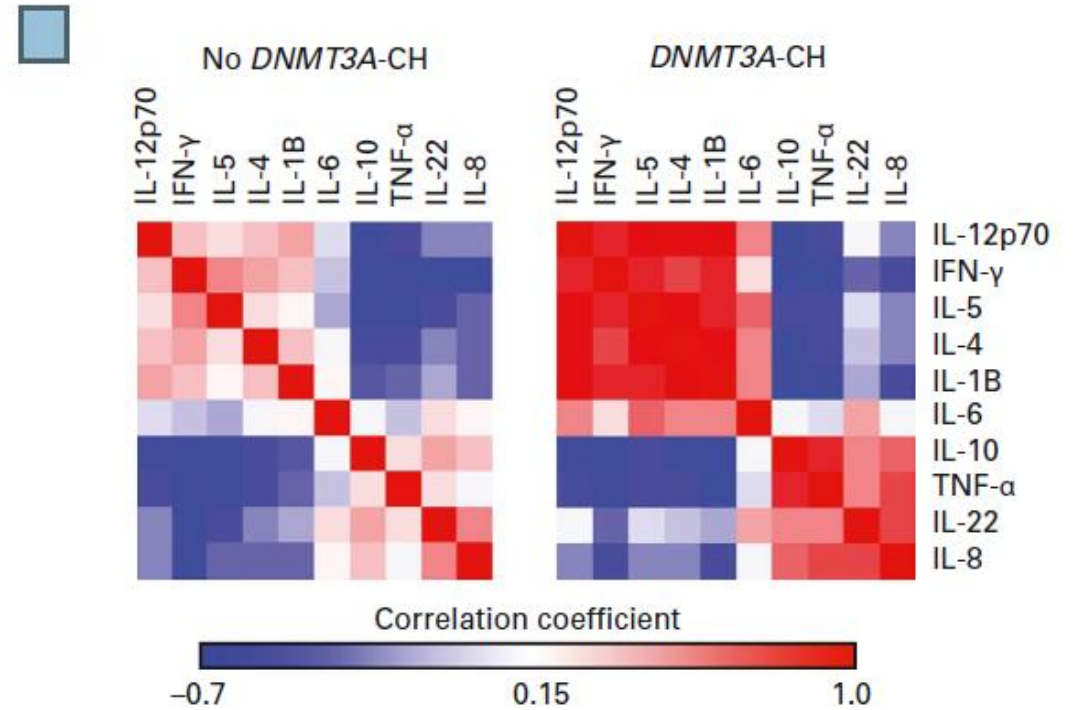 No DNMT3A-CH
DNMT3A-CH
IL-12p70
IFN-γ
IL-5
IL-4
IL-1B
IL-6
IL-10
TNF-α
IL-22
IL-8
IL-12p70
IFN-γ
IL-5
IL-4
IL-1B
IL-6
IL-10
TNF-α
IL-22
IL-8
IL-12p70
IFN-γ
IL-5
IL-4
IL-1B
IL-6
IL-10
TNF-α
IL-22
IL-8
Correlation coefficient
–0.7 0.15 1.0